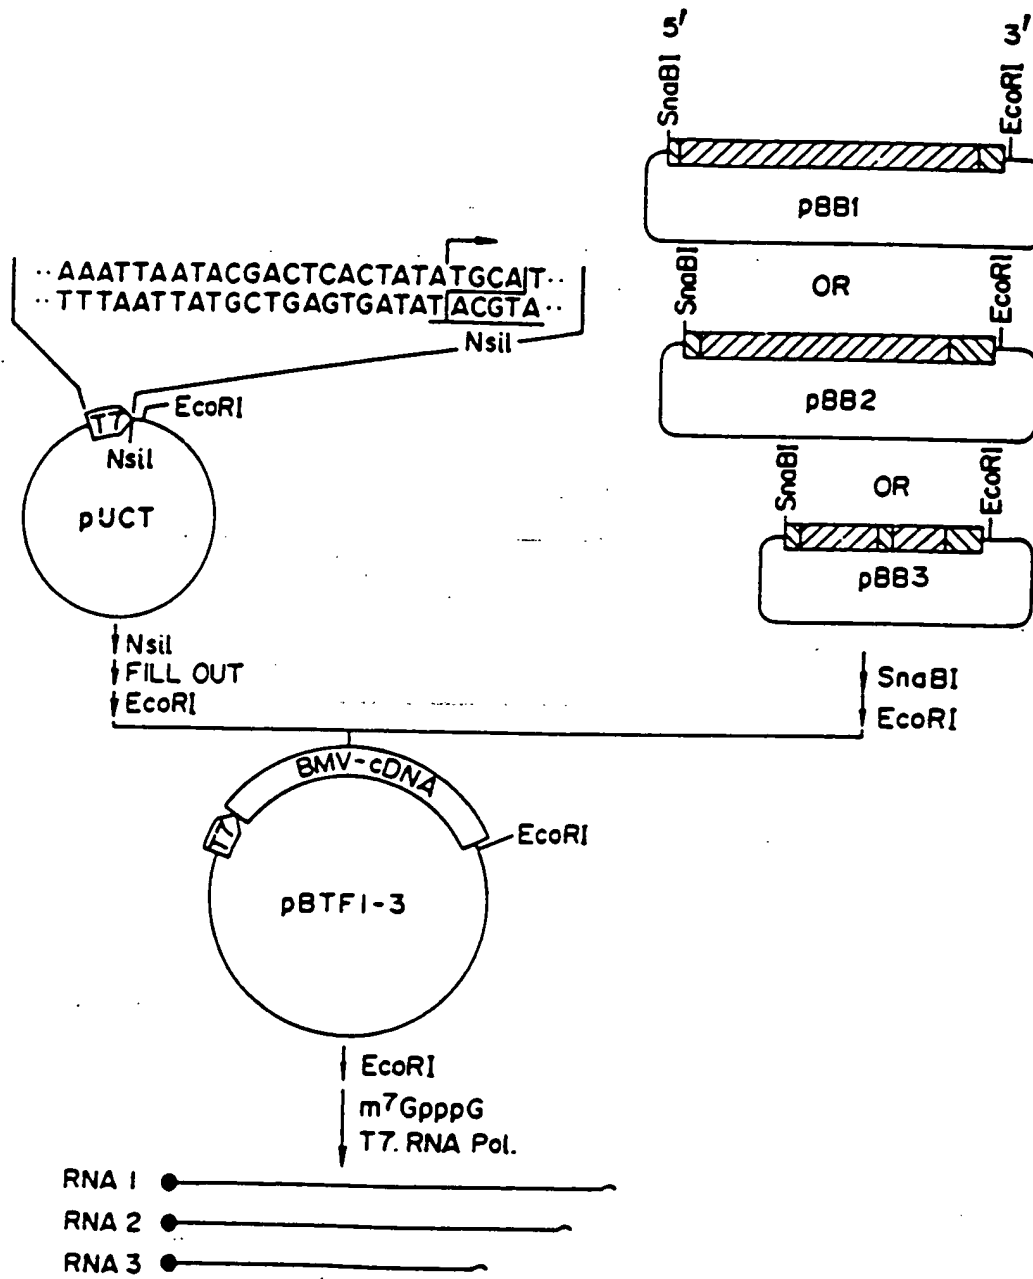 5' 3'
SnaBI EcoRI
pBB1
·· AAATTAATACGACTCACTATATGCAT··
·· TTTAATTATGCTGAGTGATATACGTA··
NsiI
SnaBI OR EcoRI
pBB2
T7 EcoRI
NsiI
pUCT
SnaBI OR EcoRI
pBB3
NsiI
FILL OUT
EcoRI
SnaBI
EcoRI
BMV-cDNA
T7
EcoRI
pBTF1-3
EcoRI
m7GpppG
T7. RNA Pol.
RNA 1
RNA 2
RNA 3